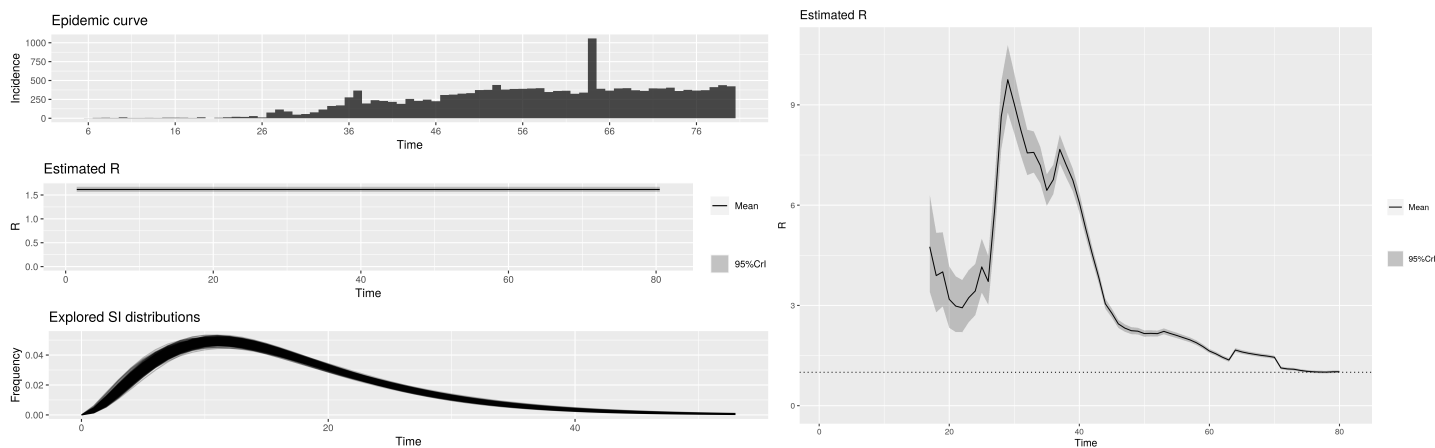 Epidemic curve
1000
750
500
250
0
Incidence
6 16 26 36 46 56 66 76
Time
Estimated R
1.5
1.0
0.5
0.0
R
0 20 40 60 80
Time
Mean
95%CrI
Explored SI distributions
0.04
0.02
0.00
Frequency
0 20 40
Time
Estimated R
9
6
3
0
R
0 20 40 60 80
Time
Mean
95%CrI